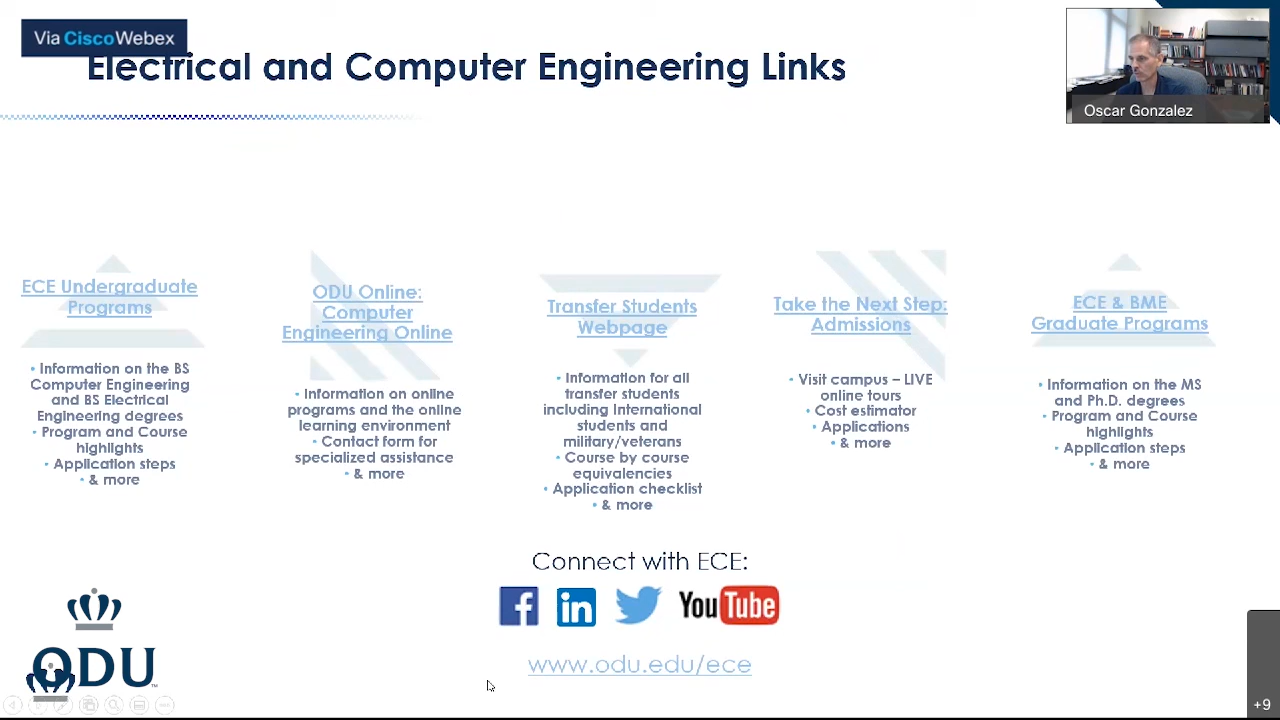 Via CiscoWebex
Electrical and Computer Engineering Links
Oscar Gonzalez
ECE Undergraduate
Programs
• Information on the BS
Computer Engineering
and BS Electrical
Engineering degrees
• Program and Course
highlights
• Application steps
• & more
ODU Online:
Computer
Engineering Online
• Information on online
programs and the online
learning environment
• Contact form for
specialized assistance
• & more
Transfer Students
Webpage
• Information for all
transfer students
including International
students and
military/veterans
• Course by course
equivalencies
• Application checklist
• & more
Take the Next Step:
Admissions
• Visit campus – LIVE
online tours
• Cost estimator
• Applications
• & more
ECE & BME
Graduate Programs
• Information on the MS
and Ph.D. degrees
• Program and Course
highlights
• Application steps
• & more
Connect with ECE:
f in YouTube
www.odu.edu/ece
ODU™
+9